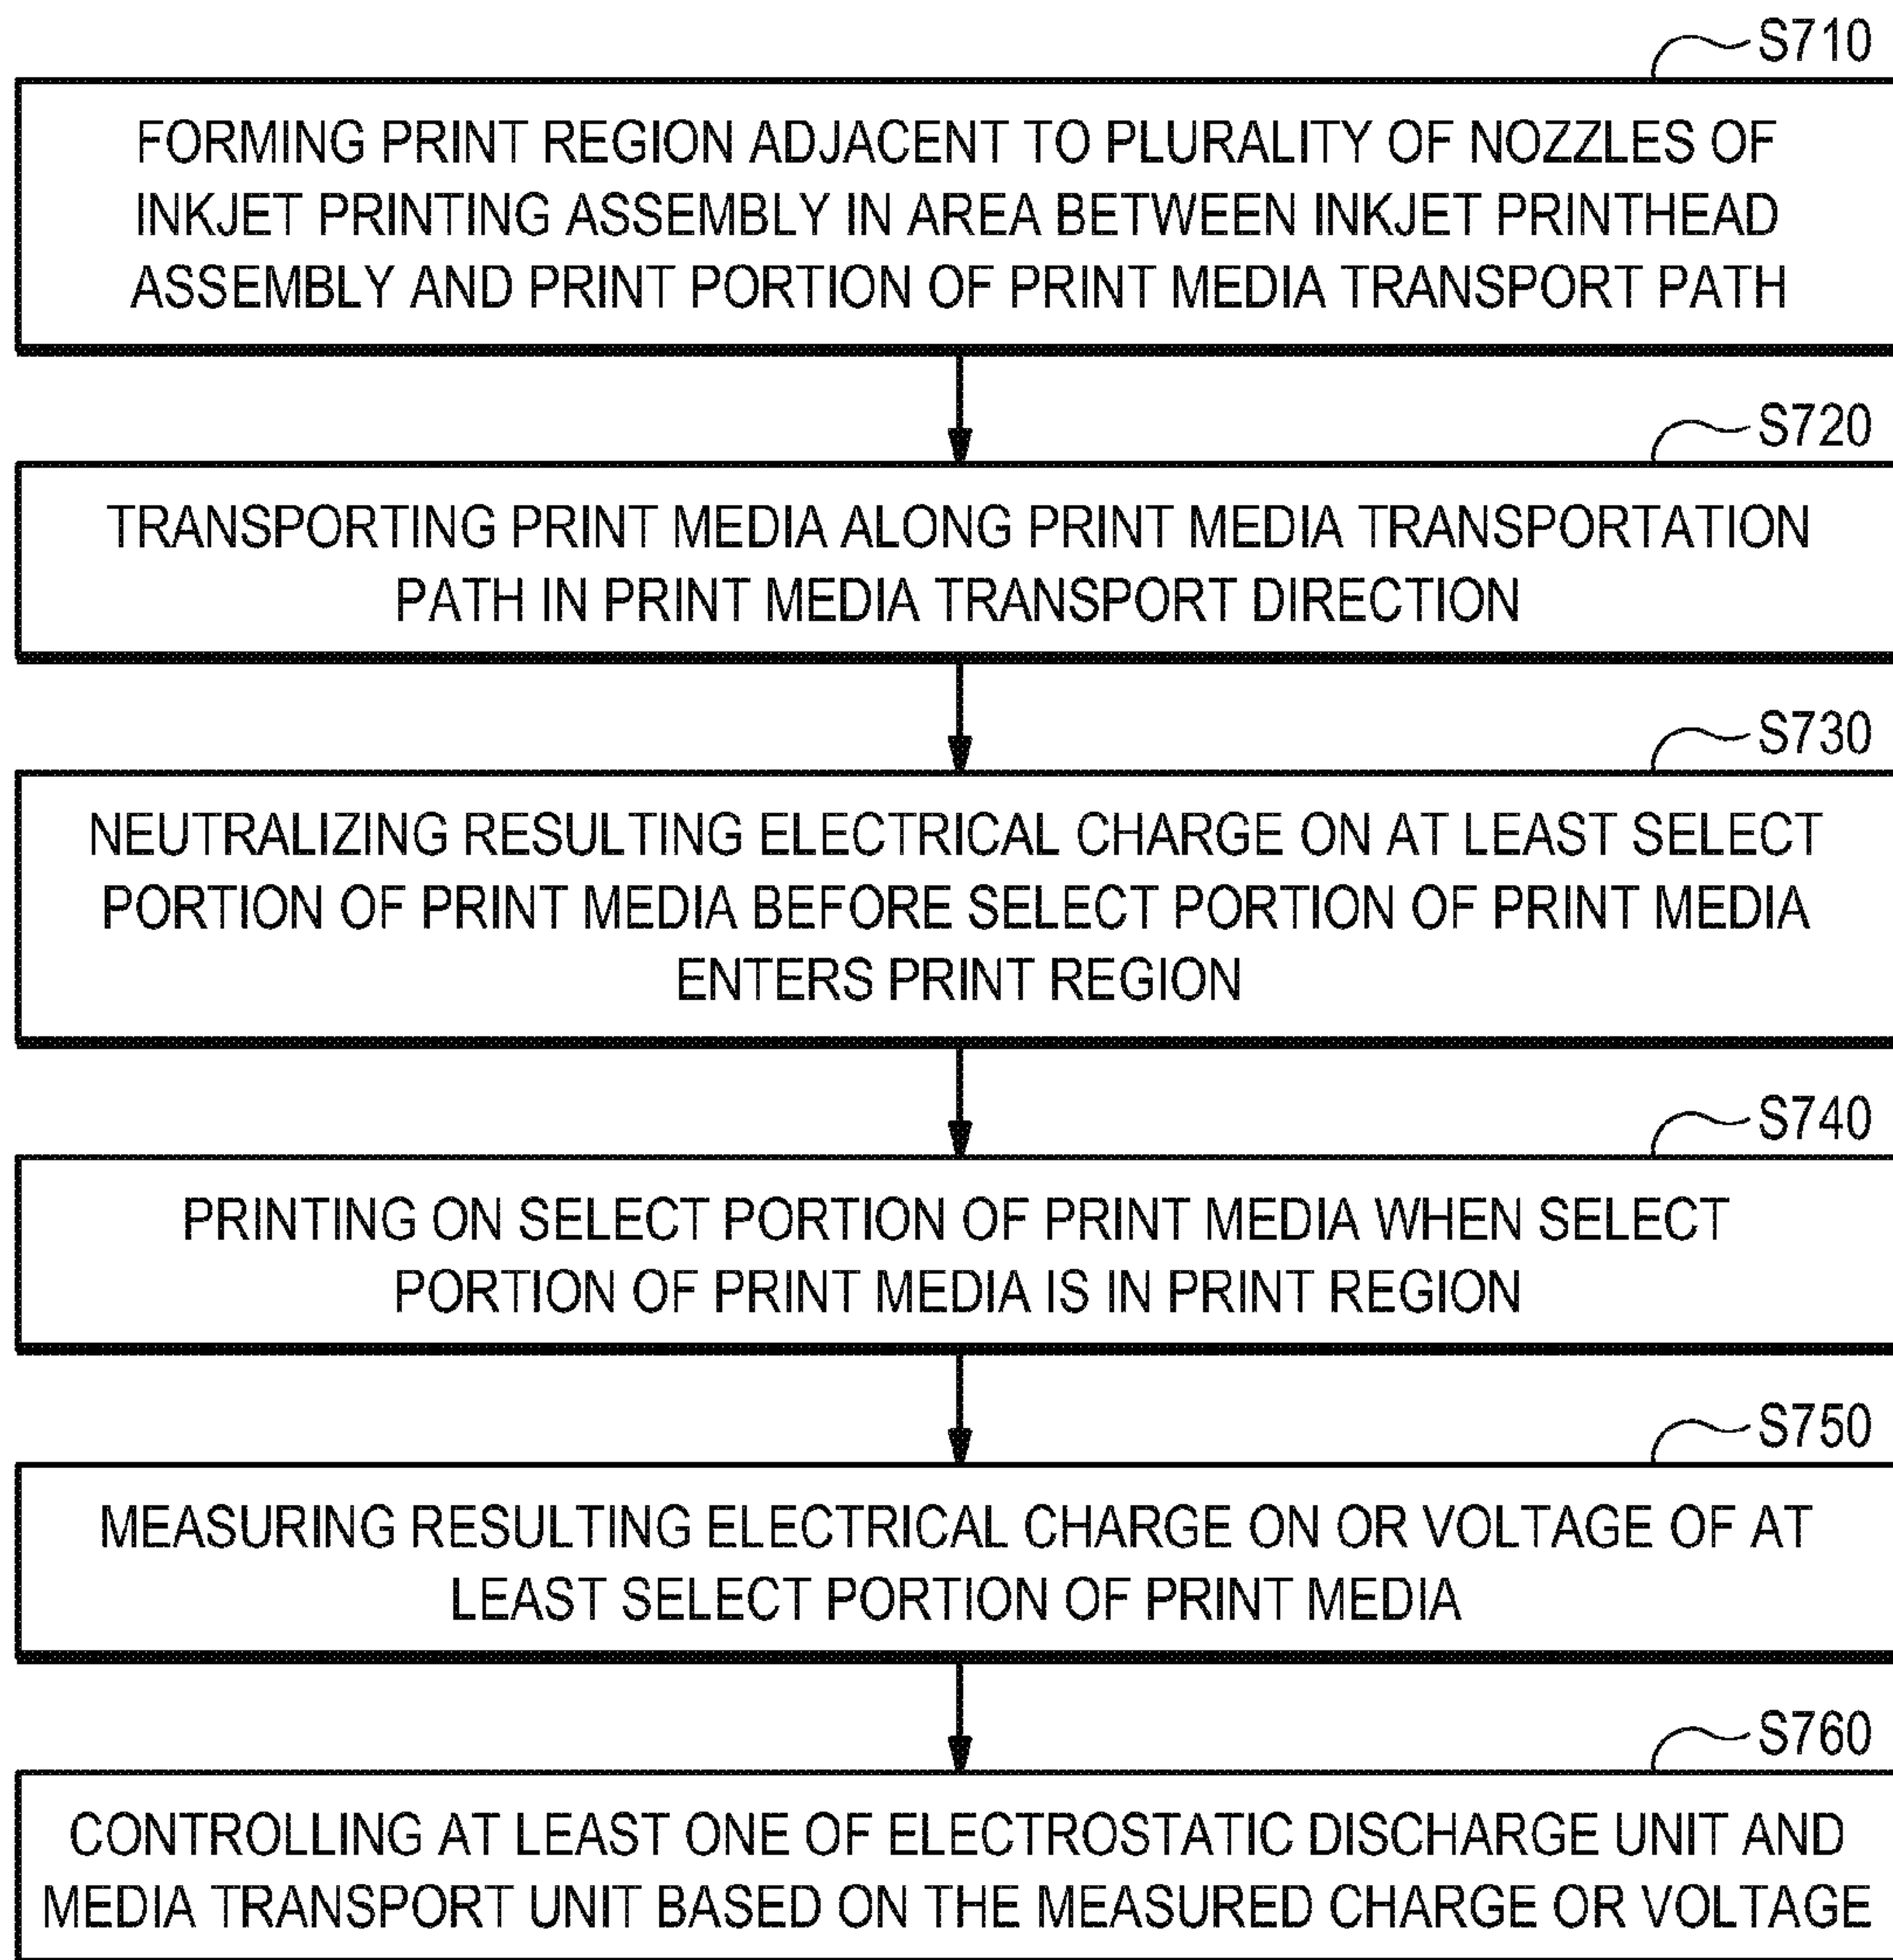 S710
FORMING PRINT REGION ADJACENT TO PLURALITY OF NOZZLES OF
INKJET PRINTING ASSEMBLY IN AREA BETWEEN INKJET PRINTHEAD
ASSEMBLY AND PRINT PORTION OF PRINT MEDIA TRANSPORT PATH
S720
TRANSPORTING PRINT MEDIA ALONG PRINT MEDIA TRANSPORTATION
PATH IN PRINT MEDIA TRANSPORT DIRECTION
S730
NEUTRALIZING RESULTING ELECTRICAL CHARGE ON AT LEAST SELECT
PORTION OF PRINT MEDIA BEFORE SELECT PORTION OF PRINT MEDIA
ENTERS PRINT REGION
S740
PRINTING ON SELECT PORTION OF PRINT MEDIA WHEN SELECT
PORTION OF PRINT MEDIA IS IN PRINT REGION
S750
MEASURING RESULTING ELECTRICAL CHARGE ON OR VOLTAGE OF AT
LEAST SELECT PORTION OF PRINT MEDIA
S760
CONTROLLING AT LEAST ONE OF ELECTROSTATIC DISCHARGE UNIT AND
MEDIA TRANSPORT UNIT BASED ON THE MEASURED CHARGE OR VOLTAGE